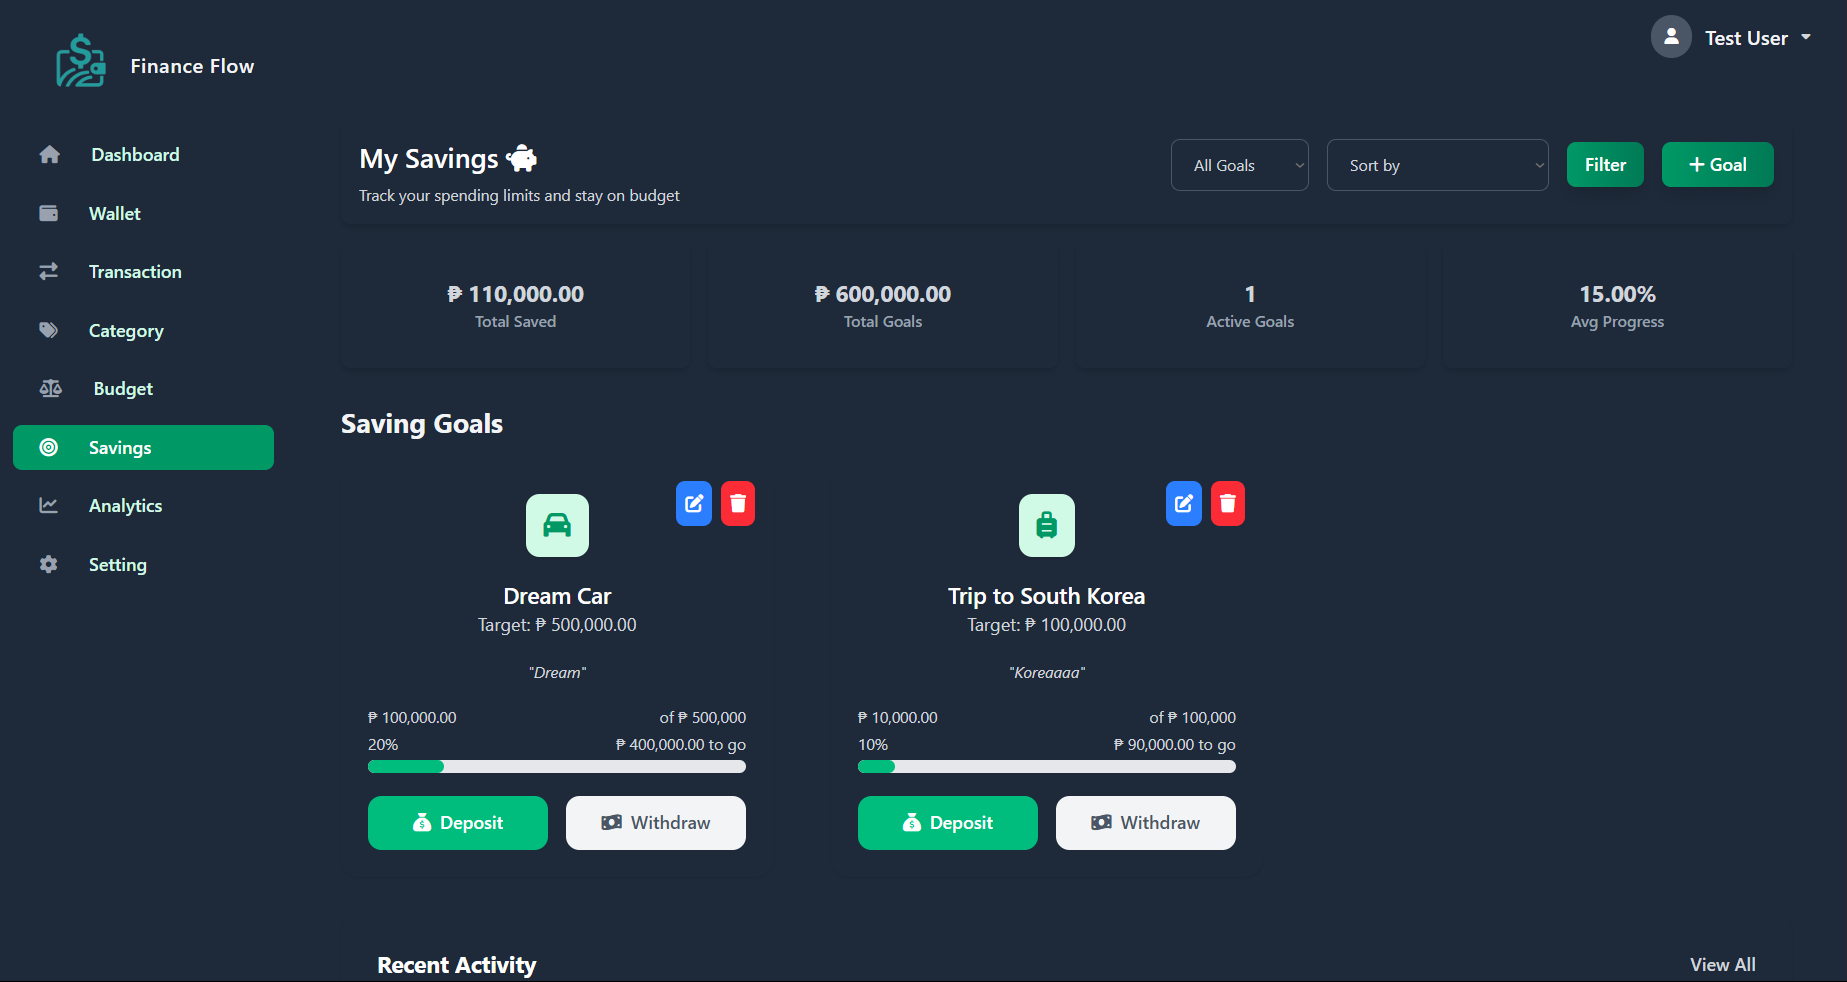 Finance Flow
Test User
Dashboard
Wallet
Transaction
Category
Budget
Savings
Analytics
Setting
My Savings
Track your spending limits and stay on budget
All Goals
Sort by
Filter
+ Goal
₱ 110,000.00
Total Saved
₱ 600,000.00
Total Goals
1
Active Goals
15.00%
Avg Progress
Saving Goals
Dream Car
Target: ₱ 500,000.00
"Dream"
₱ 100,000.00 of ₱ 500,000
20% ₱ 400,000.00 to go
Deposit
Withdraw
Trip to South Korea
Target: ₱ 100,000.00
"Koreaaaa"
₱ 10,000.00 of ₱ 100,000
10% ₱ 90,000.00 to go
Deposit
Withdraw
Recent Activity
View All